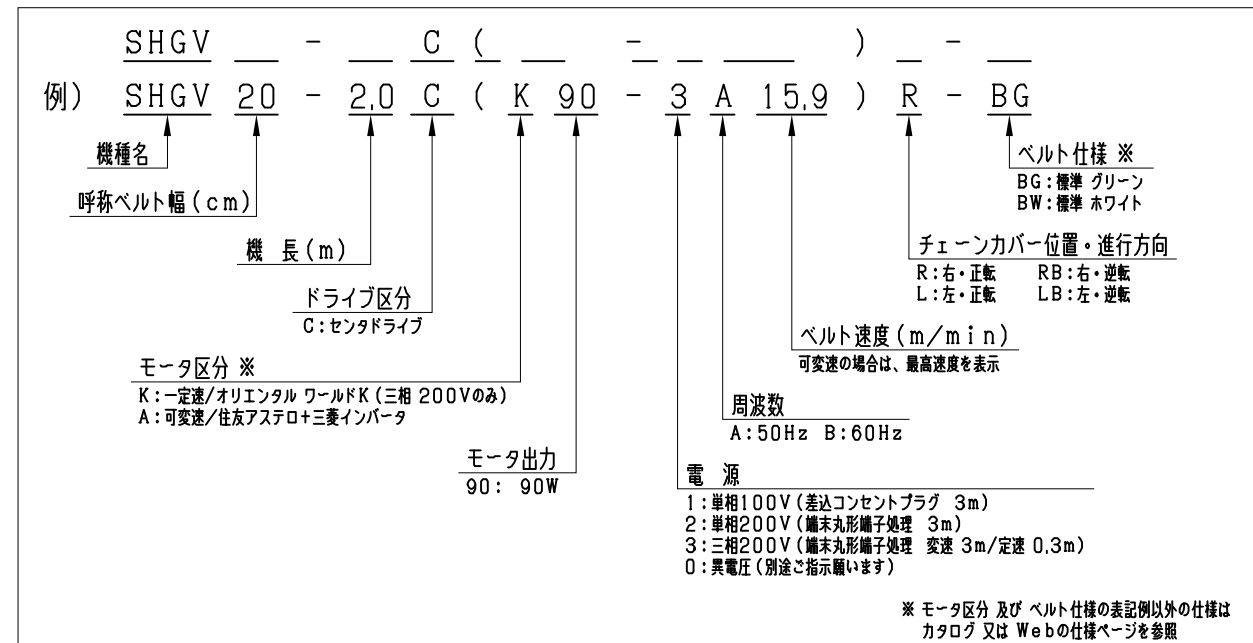 SHGV - C ( - ) -
例) SHGV 20 - 2,0 C ( K 90 - 3 A 15,9 ) R - BG
機種名
呼称ベルト幅(cm)
機 長(m)
ドライブ区分
C:センタドライブ
モータ区分 ※
K:一定速/オリエンタル ワールドK(三相 200Vのみ)
A:可変速/住友アステロ+三菱インバータ
モータ出力
90: 90W
ベルト仕様 ※
BG:標準 グリーン
BW:標準 ホワイト
チェーンカバー位置・進行方向
R:右・正転 RB:右・逆転
L:左・正転 LB:左・逆転
ベルト速度(m/min)
可変速の場合は、最高速度を表示
周波数
A:50Hz B:60Hz
電 源
1:単相100V(差込コンセントプラグ 3m)
2:単相200V(端末丸形端子処理 3m)
3:三相200V(端末丸形端子処理 変速 3m/定速 0,3m)
0:異電圧(別途ご指示願います)
※ モータ区分 及び ベルト仕様の表記例以外の仕様は
カタログ 又は Webの仕様ページを参照